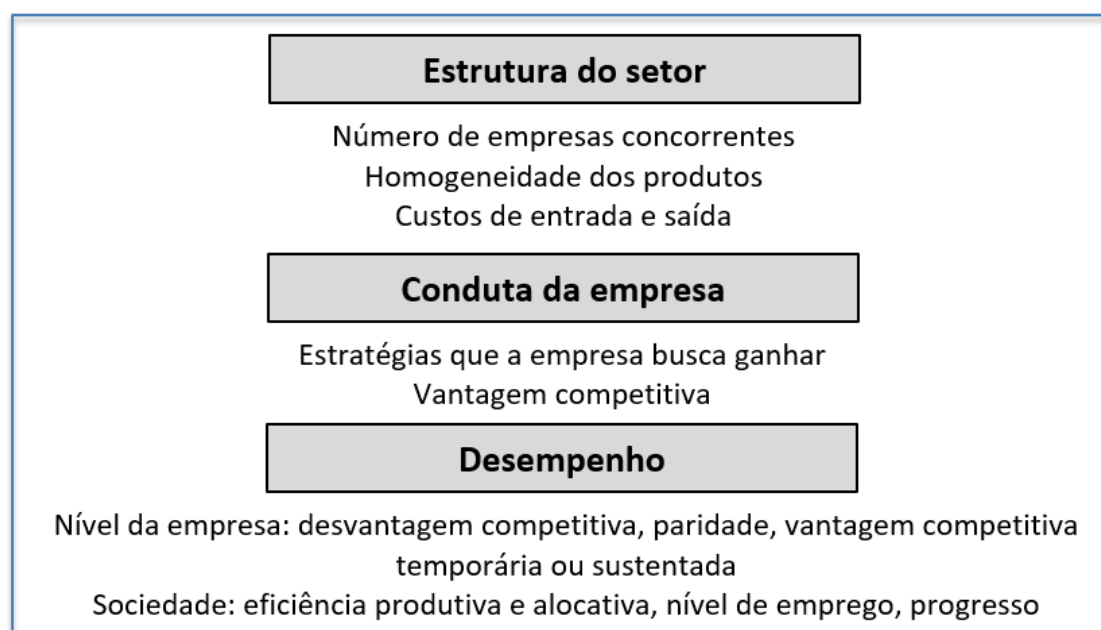 Estrutura do setor
Número de empresas concorrentes
Homogeneidade dos produtos
Custos de entrada e saída
Conduta da empresa
Estratégias que a empresa busca ganhar
Vantagem competitiva
Desempenho
Nível da empresa: desvantagem competitiva, paridade, vantagem competitiva
temporária ou sustentada
Sociedade: eficiência produtiva e alocativa, nível de emprego, progresso